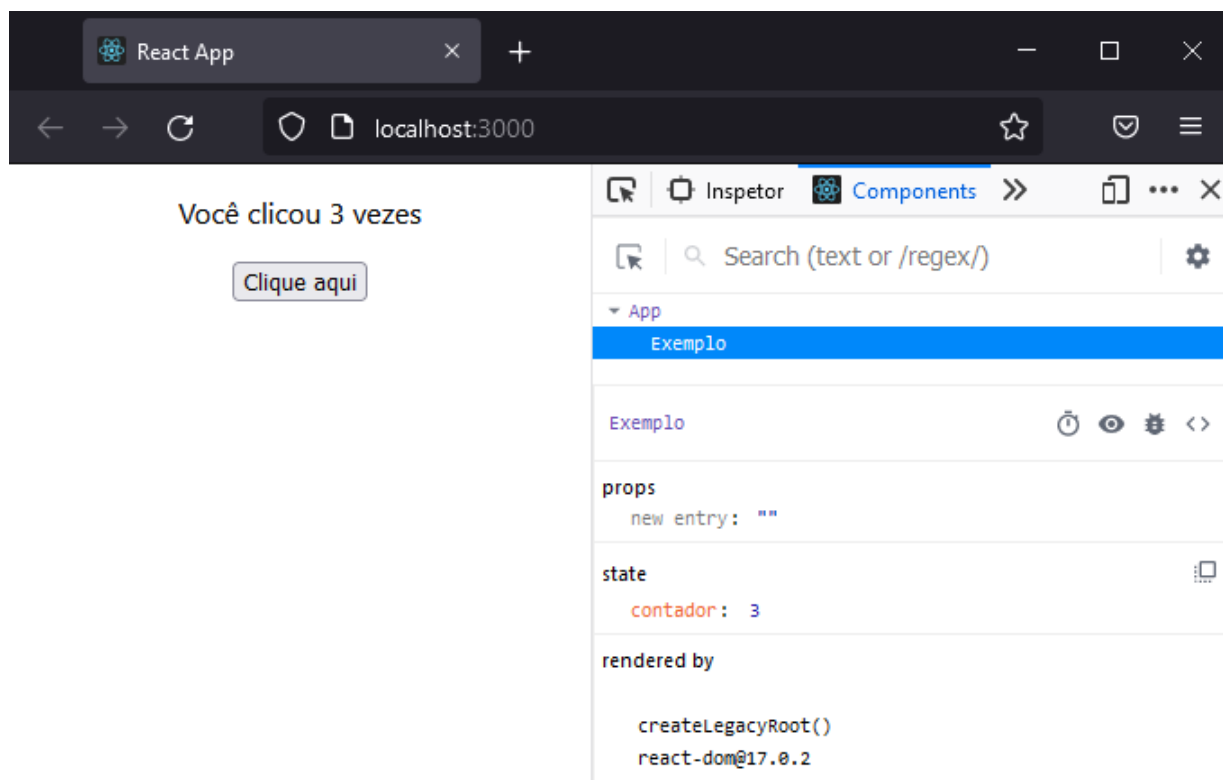 React App
localhost:3000
Você clicou 3 vezes
Clique aqui
Inspetor Components
Search (text or /regex/)
App
Exemplo
Exemplo
props
new entry: ""
state
contador: 3
rendered by
createLegacyRoot()
react-dom@17.0.2